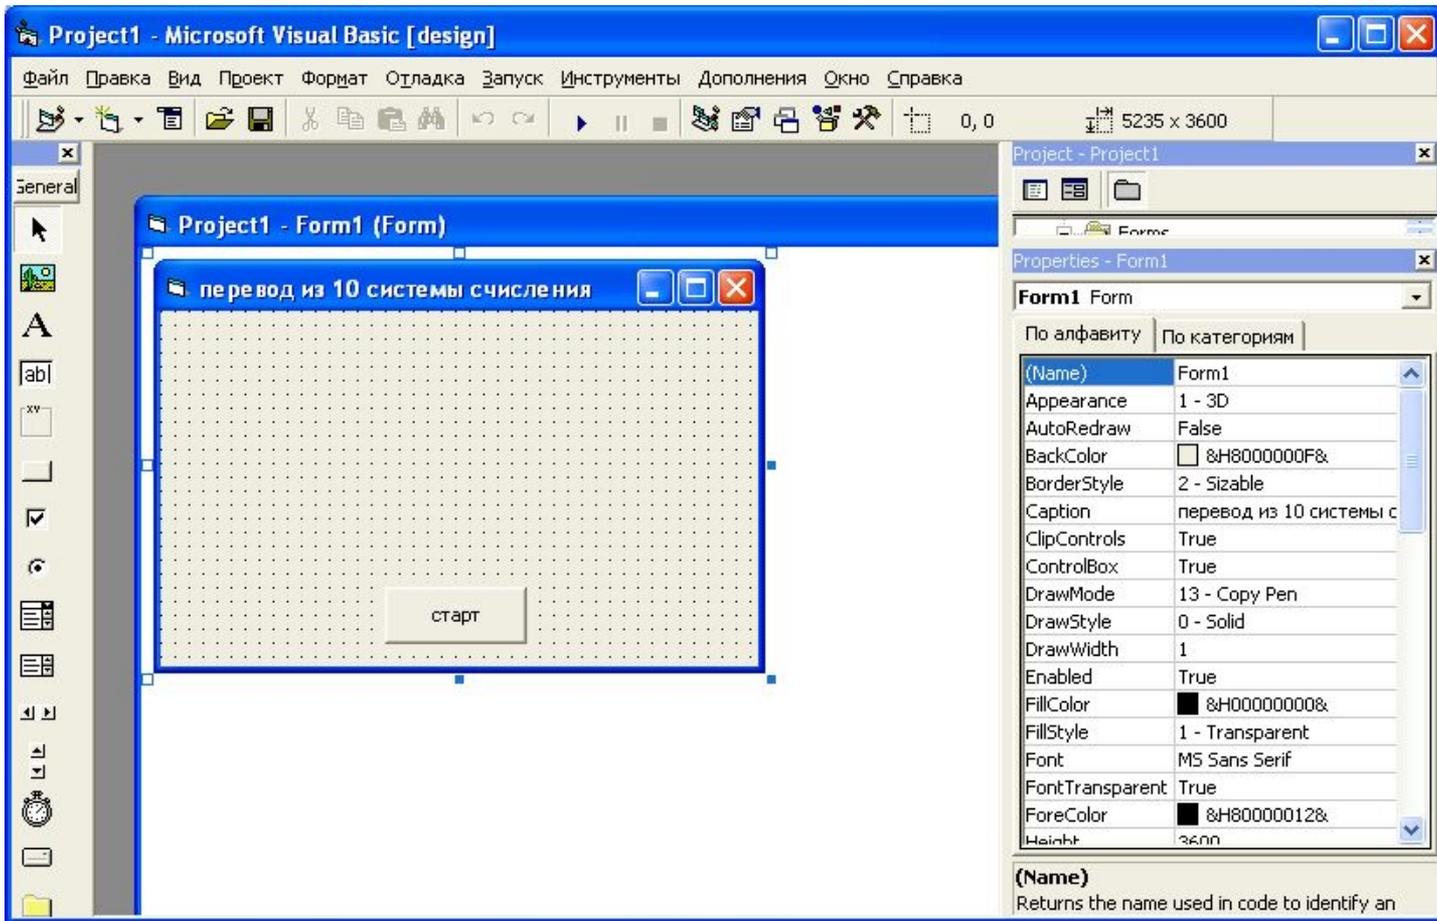 Project1 - Microsoft Visual Basic [design]
Файл Правка Вид Проект Формат Отладка Запуск Инструменты Дополнения Окно Справка
0, 0 5235 x 3600
General
A
ab
xy
Project1 - Form1 (Form)
перевод из 10 системы счисления
старт
Project - Project1
Forms
Properties - Form1
Form1 Form
По алфавиту По категориям
(Name) Form1
Appearance 1 - 3D
AutoRedraw False
BackColor &H8000000F&
BorderStyle 2 - Sizable
Caption перевод из 10 системы с
ClipControls True
ControlBox True
DrawMode 13 - Copy Pen
DrawStyle 0 - Solid
DrawWidth 1
Enabled True
FillColor &H00000000&
FillStyle 1 - Transparent
Font MS Sans Serif
FontTransparent True
ForeColor &H80000012&
Height 3600
(Name)
Returns the name used in code to identify an